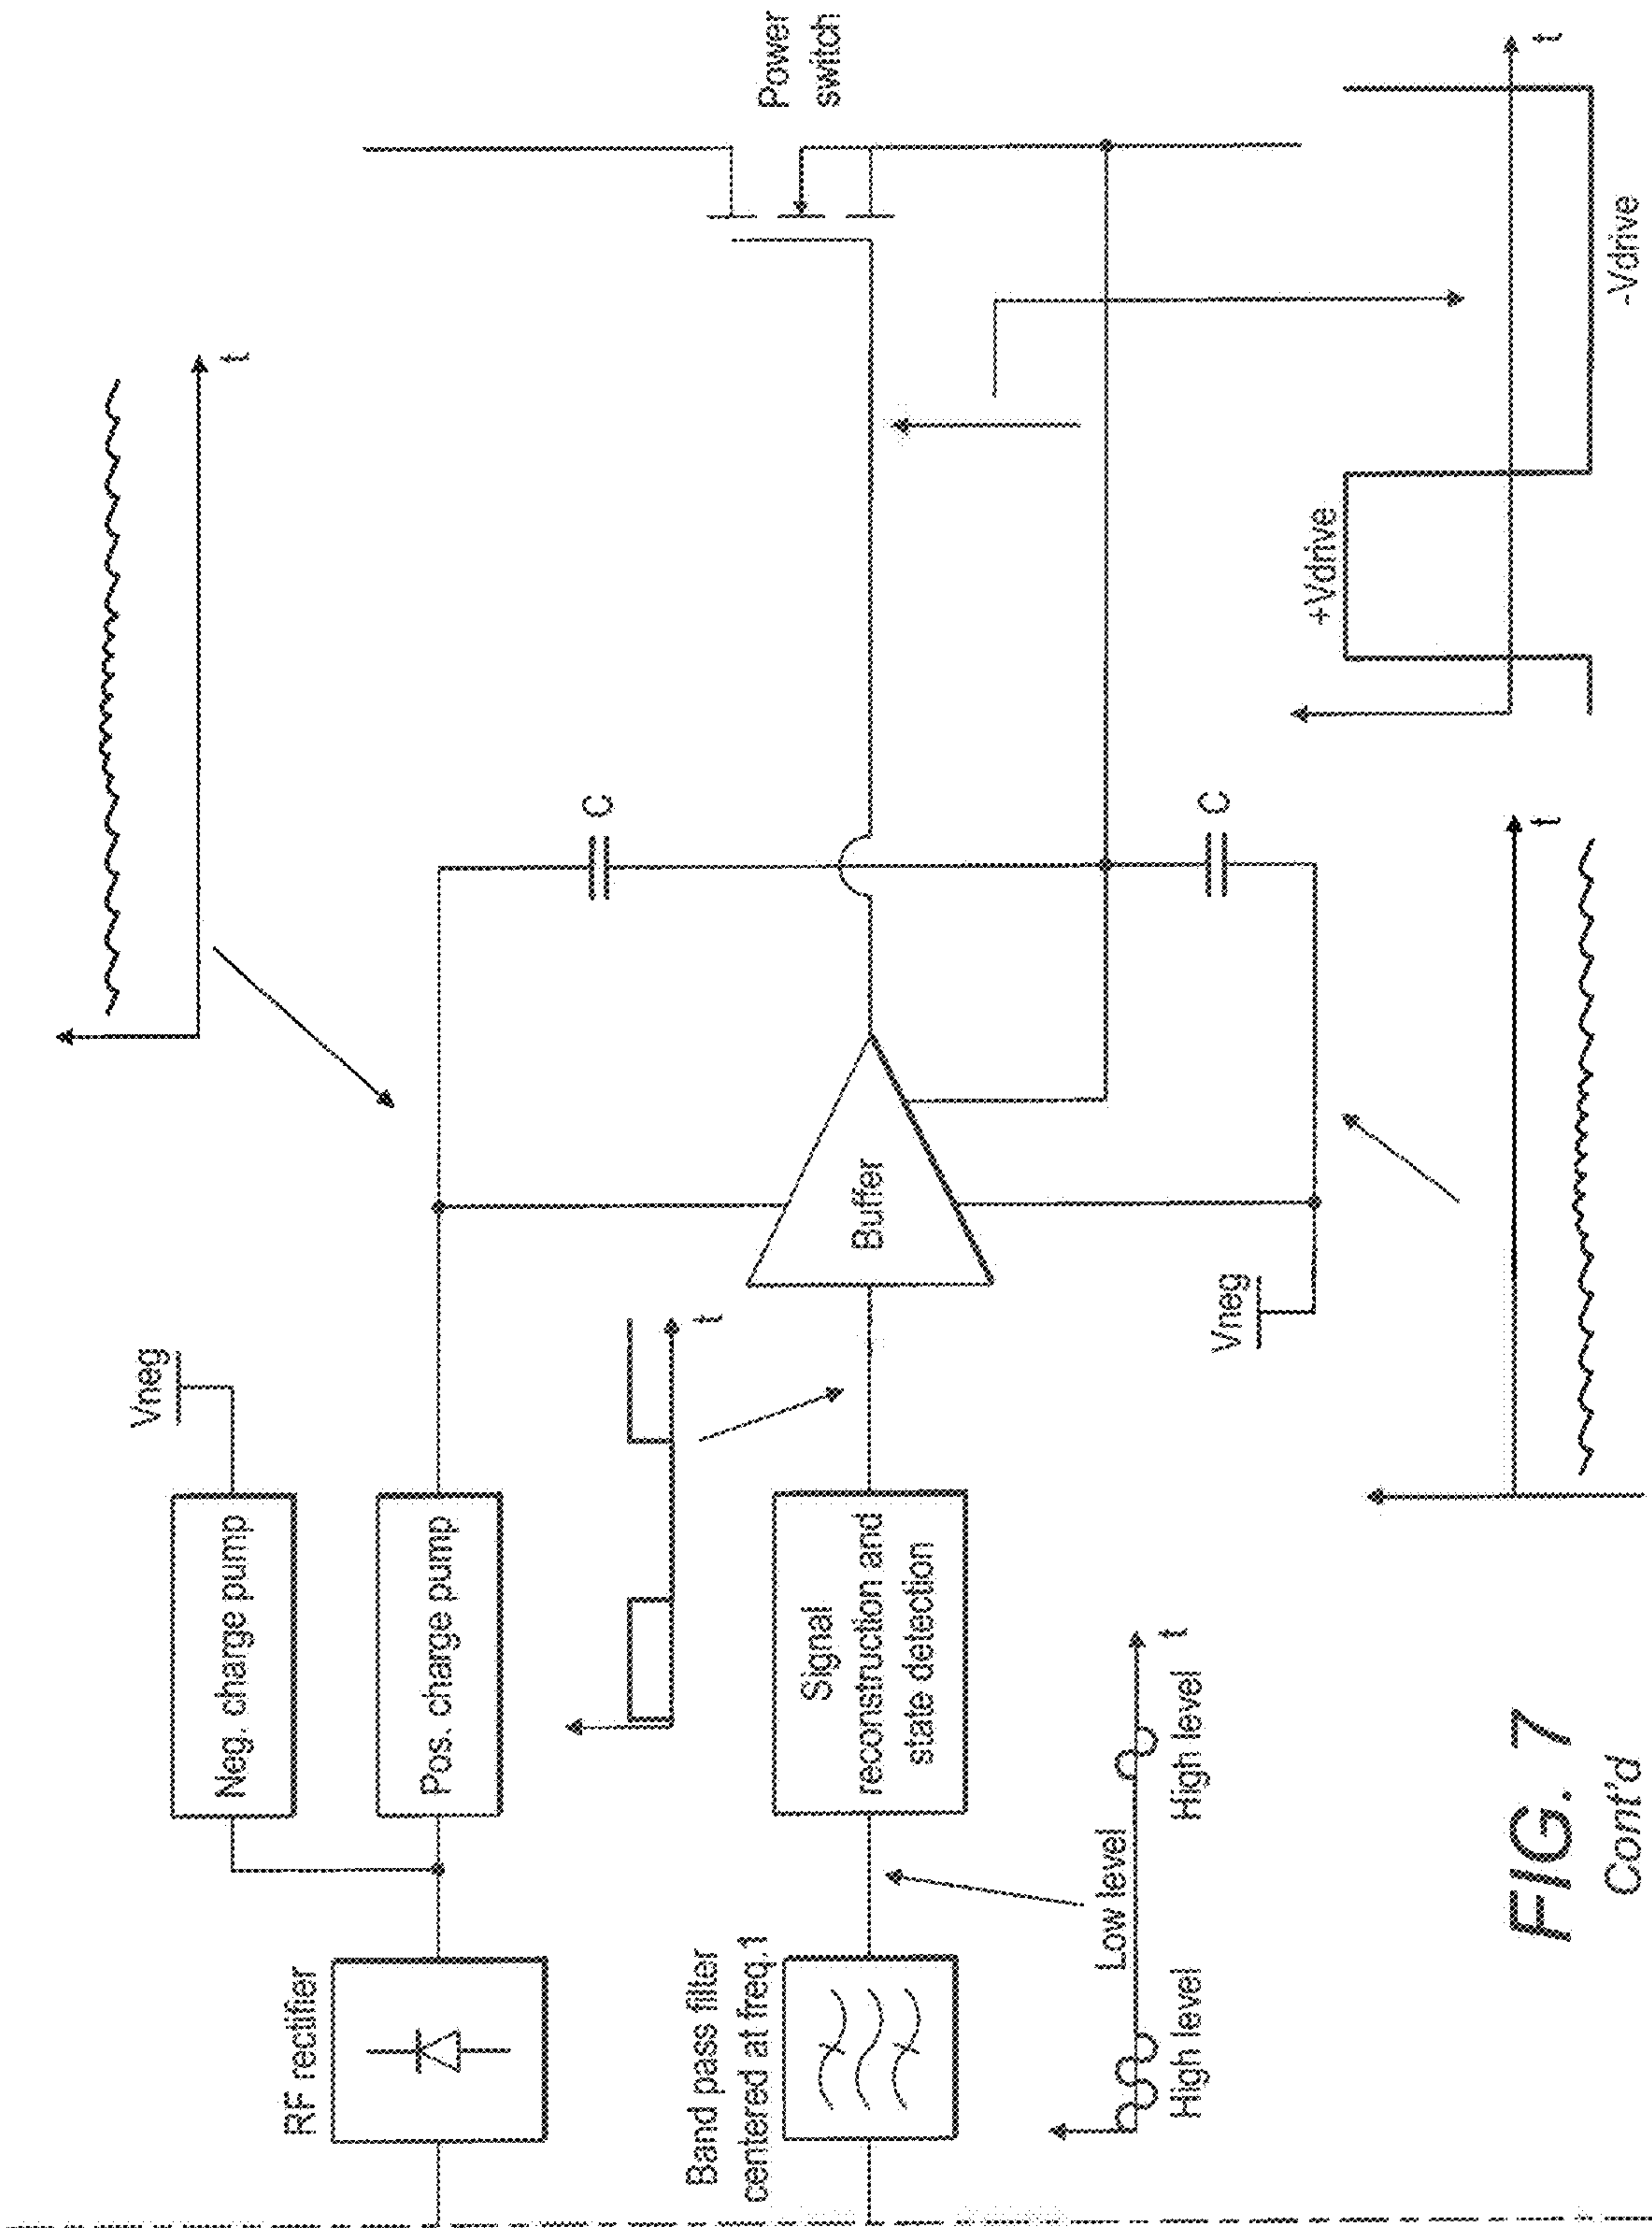 RF rectifier
Neg. charge pump
Vneg
Pos. charge pump
t
C
Power
switch
Band pass filter
centered at freq.1
Signal
reconstruction and
state detection
t
Buffer
Low level
High level
High level
t
Vneg
C
t
+Vdrive
-Vdrive
t
FIG. 7
Cont'd